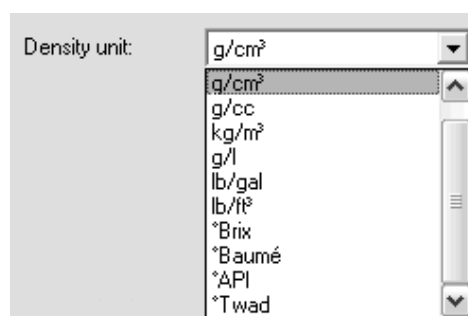 Density unit: g/cm³
g/cm³
g/cc
kg/m³
g/l
lb/gal
lb/ft³
°Brix
°Baumé
°API
°Twad